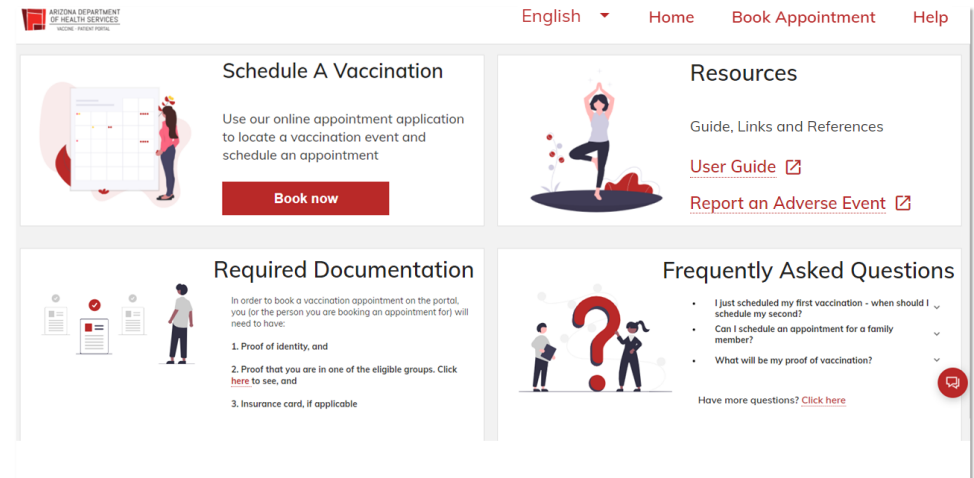 ARIZONA DEPARTMENT
OF HEALTH SERVICES
VACCINE - PATIENT PORTAL
English
Home
Book Appointment
Help
Schedule A Vaccination
Use our online appointment application
to locate a vaccination event and
schedule an appointment
Book now
Resources
Guide, Links and References
User Guide
Report an Adverse Event
Required Documentation
In order to book a vaccination appointment on the portal,
you (or the person you are booking an appointment for) will
need to have:
1. Proof of identity, and
2. Proof that you are in one of the eligible groups. Click
here to see, and
3. Insurance card, if applicable
Frequently Asked Questions
• I just scheduled my first vaccination - when should I
schedule my second?
• Can I schedule an appointment for a family
member?
• What will be my proof of vaccination?
Have more questions? Click here